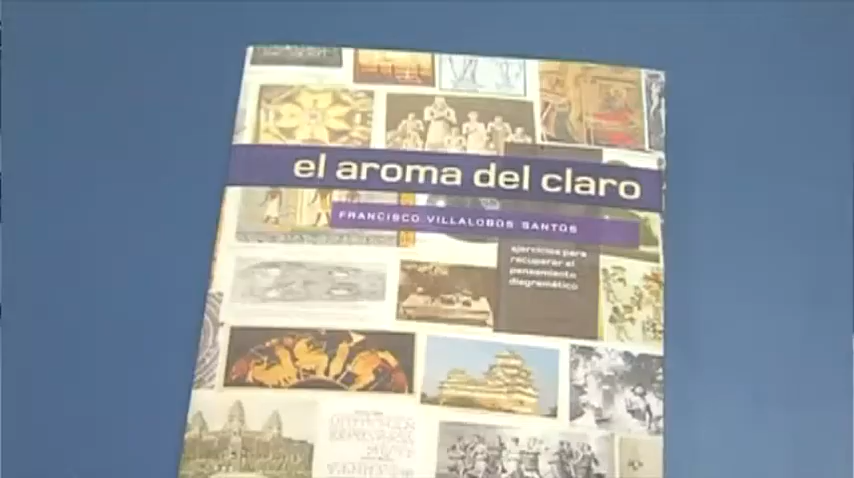 el aroma del claro
FRANCISCO VILLALOBOS SANTOS
ejercicios para
recuperar el
pensamiento
diagramático